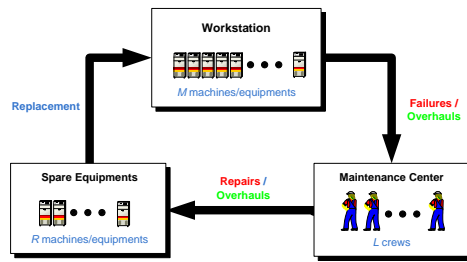 Workstation
M machines/equipments
Replacement
Failures /
Overhauls
Spare Equipments
R machines/equipments
Repairs /
Overhauls
Maintenance Center
L crews